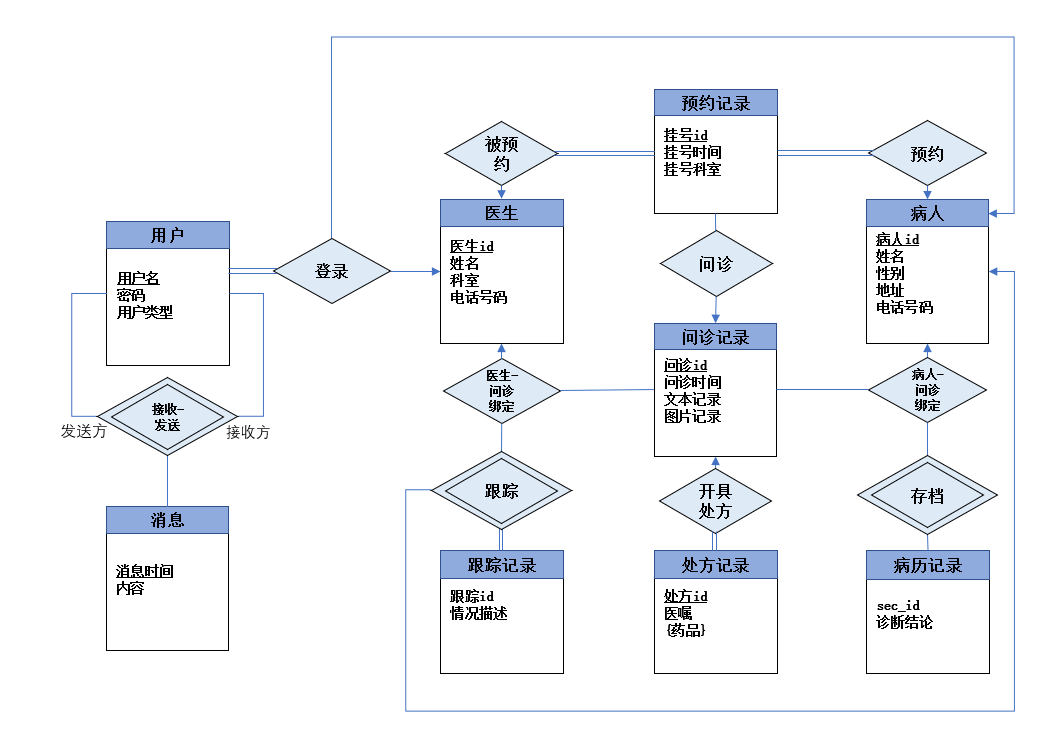 预约记录
挂号id
挂号时间
挂号科室
被预
约
预约
医生
医生id
姓名
科室
电话号码
病人
病人id
姓名
性别
地址
电话号码
用户
用户名
密码
用户类型
登录
问诊
问诊记录
问诊id
问诊时间
文本记录
图片记录
医生-
问诊
绑定
病人-
问诊
绑定
接收-
发送
发送方
接收方
跟踪
开具
处方
存档
消息
消息时间
内容
跟踪记录
跟踪id
情况描述
处方记录
处方id
医嘱
{药品}
病历记录
sec_id
诊断结论